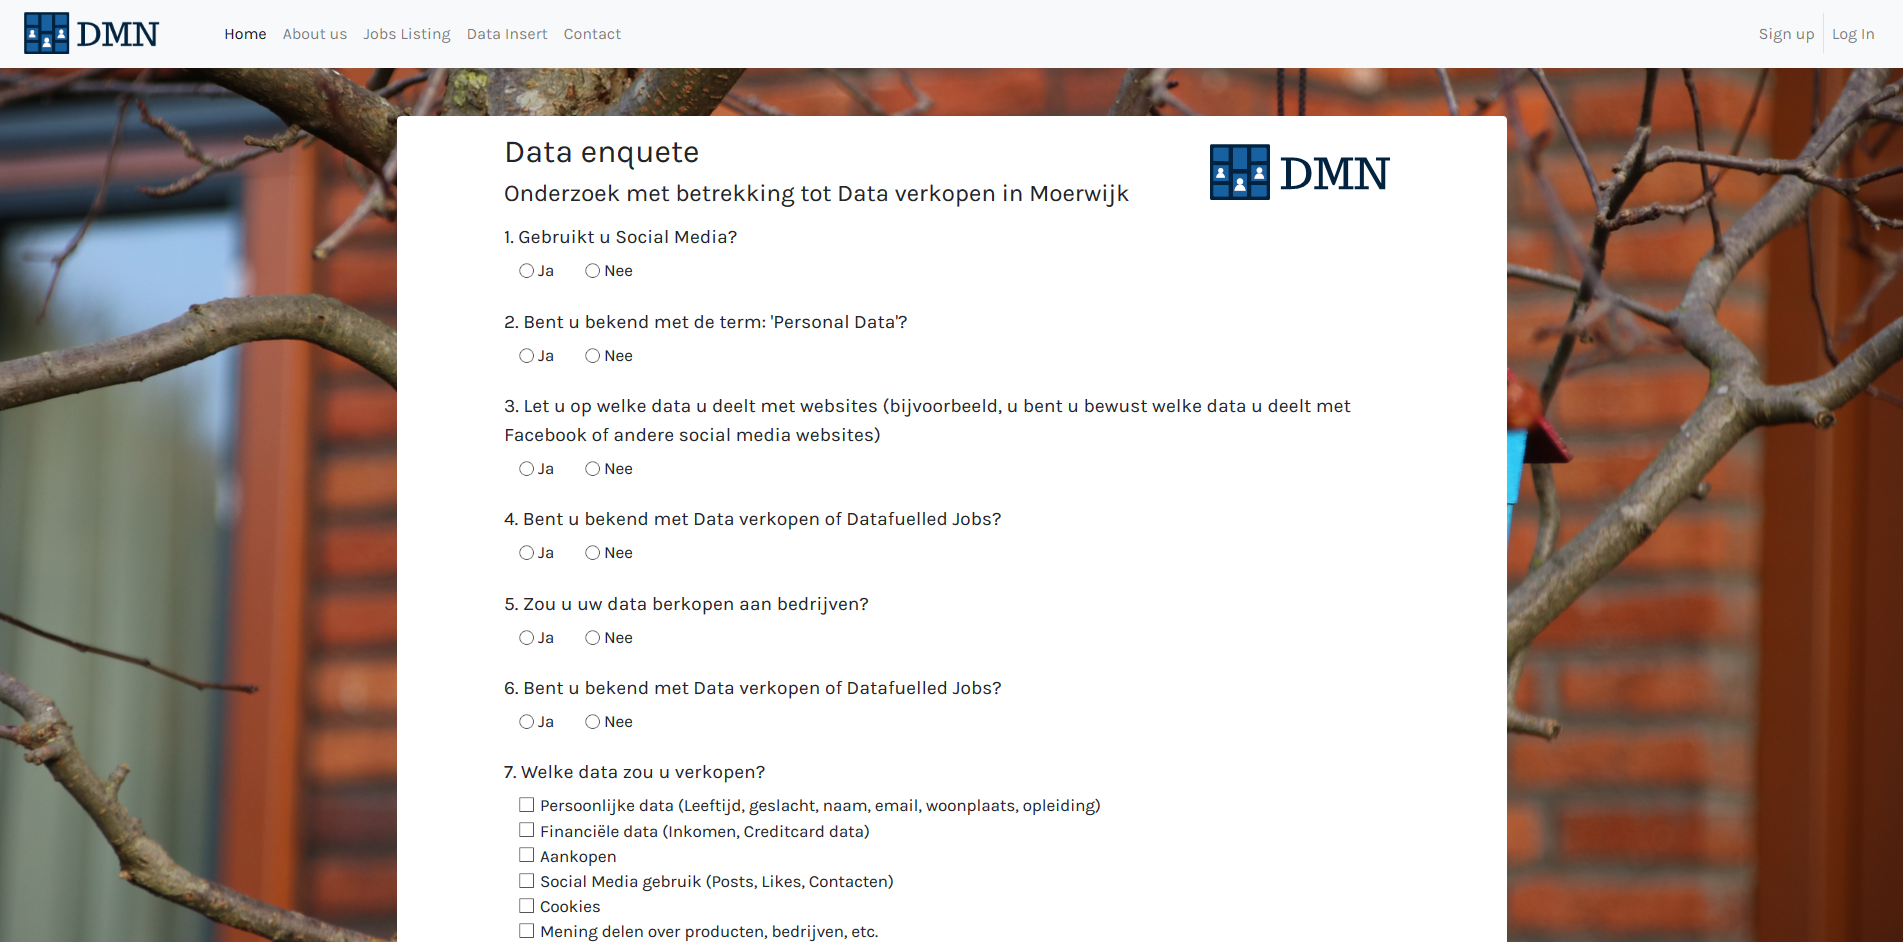 DMN
Home About us Jobs Listing Data Insert Contact Sign up Log In
Data enquete
DMN
Onderzoek met betrekking tot Data verkopen in Moerwijk
1. Gebruikt u Social Media?
Ja Nee
2. Bent u bekend met de term: 'Personal Data'?
Ja Nee
3. Let u op welke data u deelt met websites (bijvoorbeeld, u bent u bewust welke data u deelt met
Facebook of andere social media websites)
Ja Nee
4. Bent u bekend met Data verkopen of Datafuelled Jobs?
Ja Nee
5. Zou u uw data berkopen aan bedrijven?
Ja Nee
6. Bent u bekend met Data verkopen of Datafuelled Jobs?
Ja Nee
7. Welke data zou u verkopen?
Persoonlijke data (Leeftijd, geslacht, naam, email, woonplaats, opleiding)
Financiële data (Inkomen, Creditcard data)
Aankopen
Social Media gebruik (Posts, Likes, Contacten)
Cookies
Mening delen over producten, bedrijven, etc.